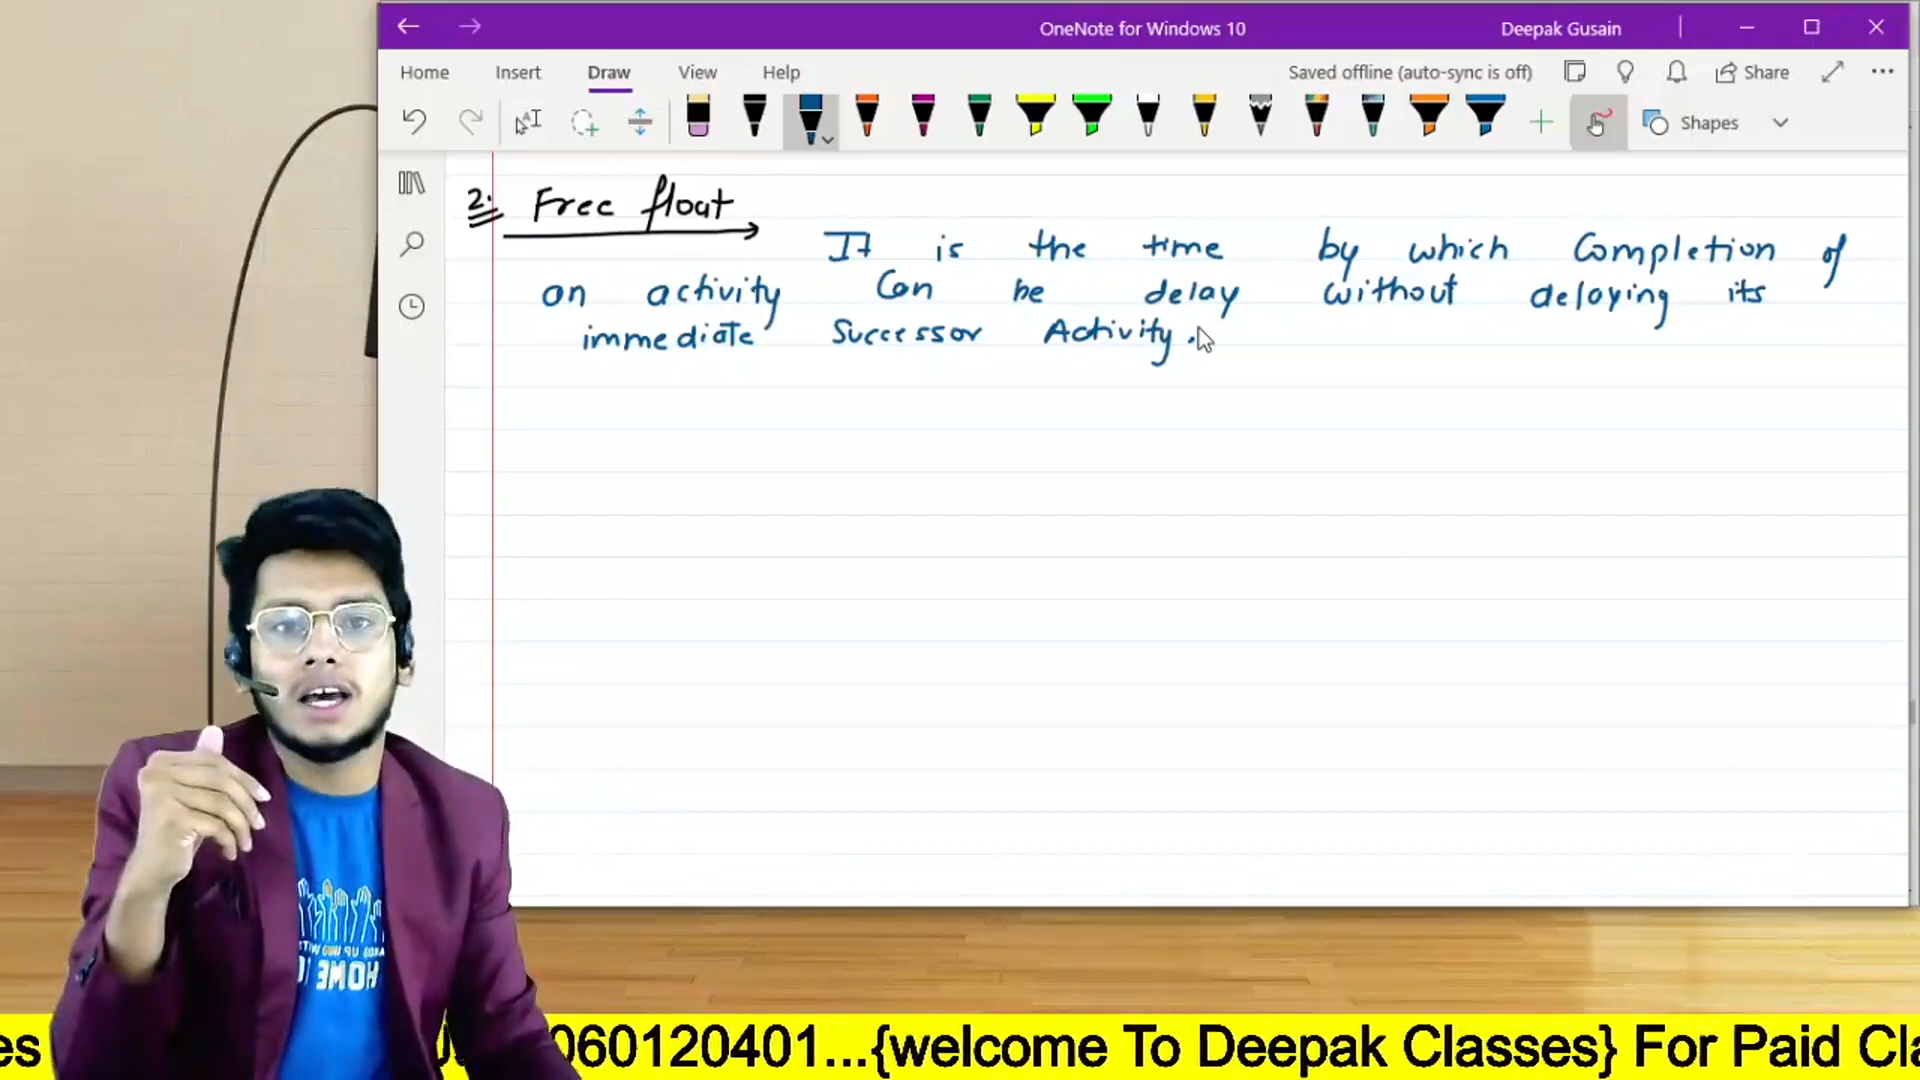 OneNote for Windows 10
Deepak Gusain
Home Insert Draw View Help
Saved offline (auto-sync is off)
Share
Shapes
2. Free float
It is the time by which Completion of
an activity Can be delay without delaying its
immediate Successor Activity.
HOME
es
060120401...{welcome To Deepak Classes} For Paid Cla